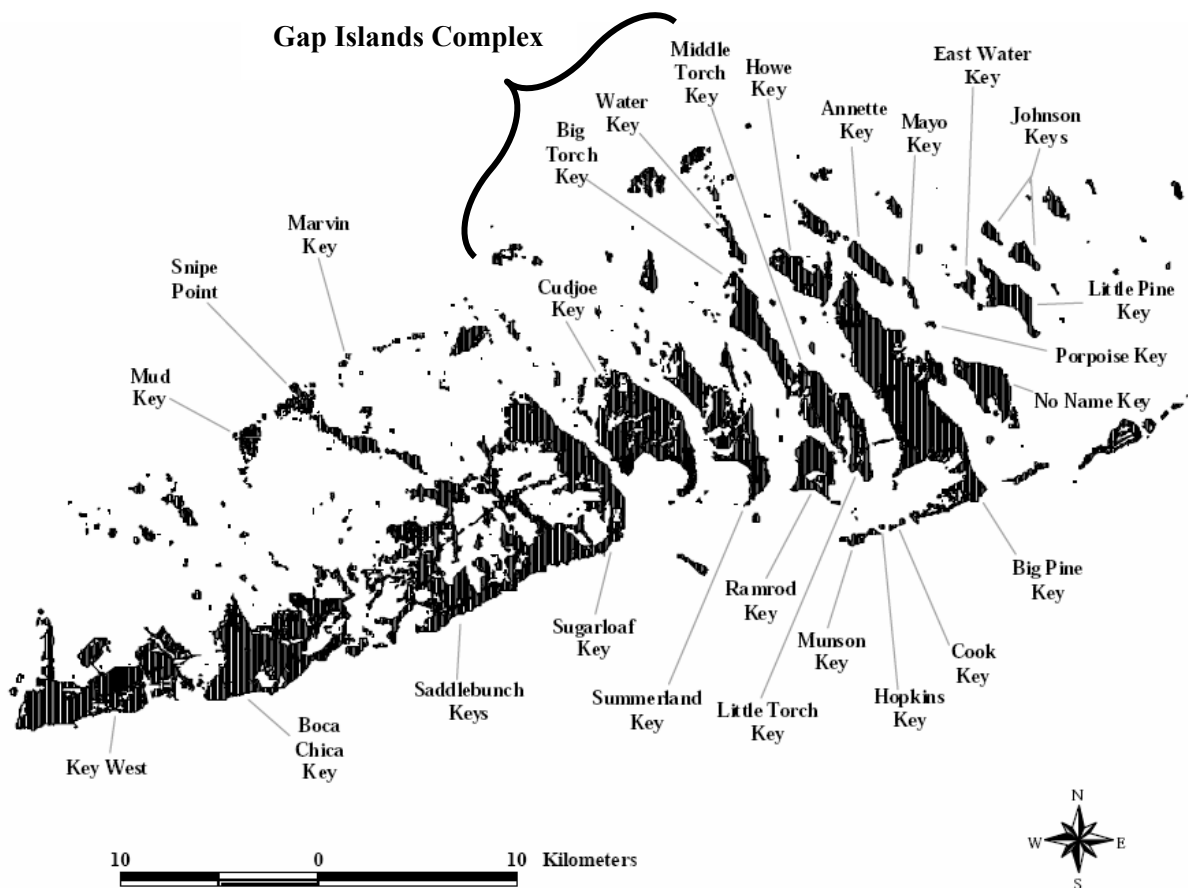 Gap Islands Complex
Middle
Torch
Key
Howe
Key
East Water
Key
Water
Key
Annette
Key
Mayo
Key
Johnson
Keys
Big
Torch
Key
Marvin
Key
Snipe
Point
Cudjoe
Key
Little Pine
Key
Mud
Key
Porpoise Key
No Name Key
Big Pine
Key
Ramrod
Key
Sugarloaf
Key
Munson
Key
Cook
Key
Saddlebunch
Keys
Summerland
Key
Little Torch
Key
Hopkins
Key
Boca
Chica
Key
Key West
N
W E
S
10 0 10 Kilometers